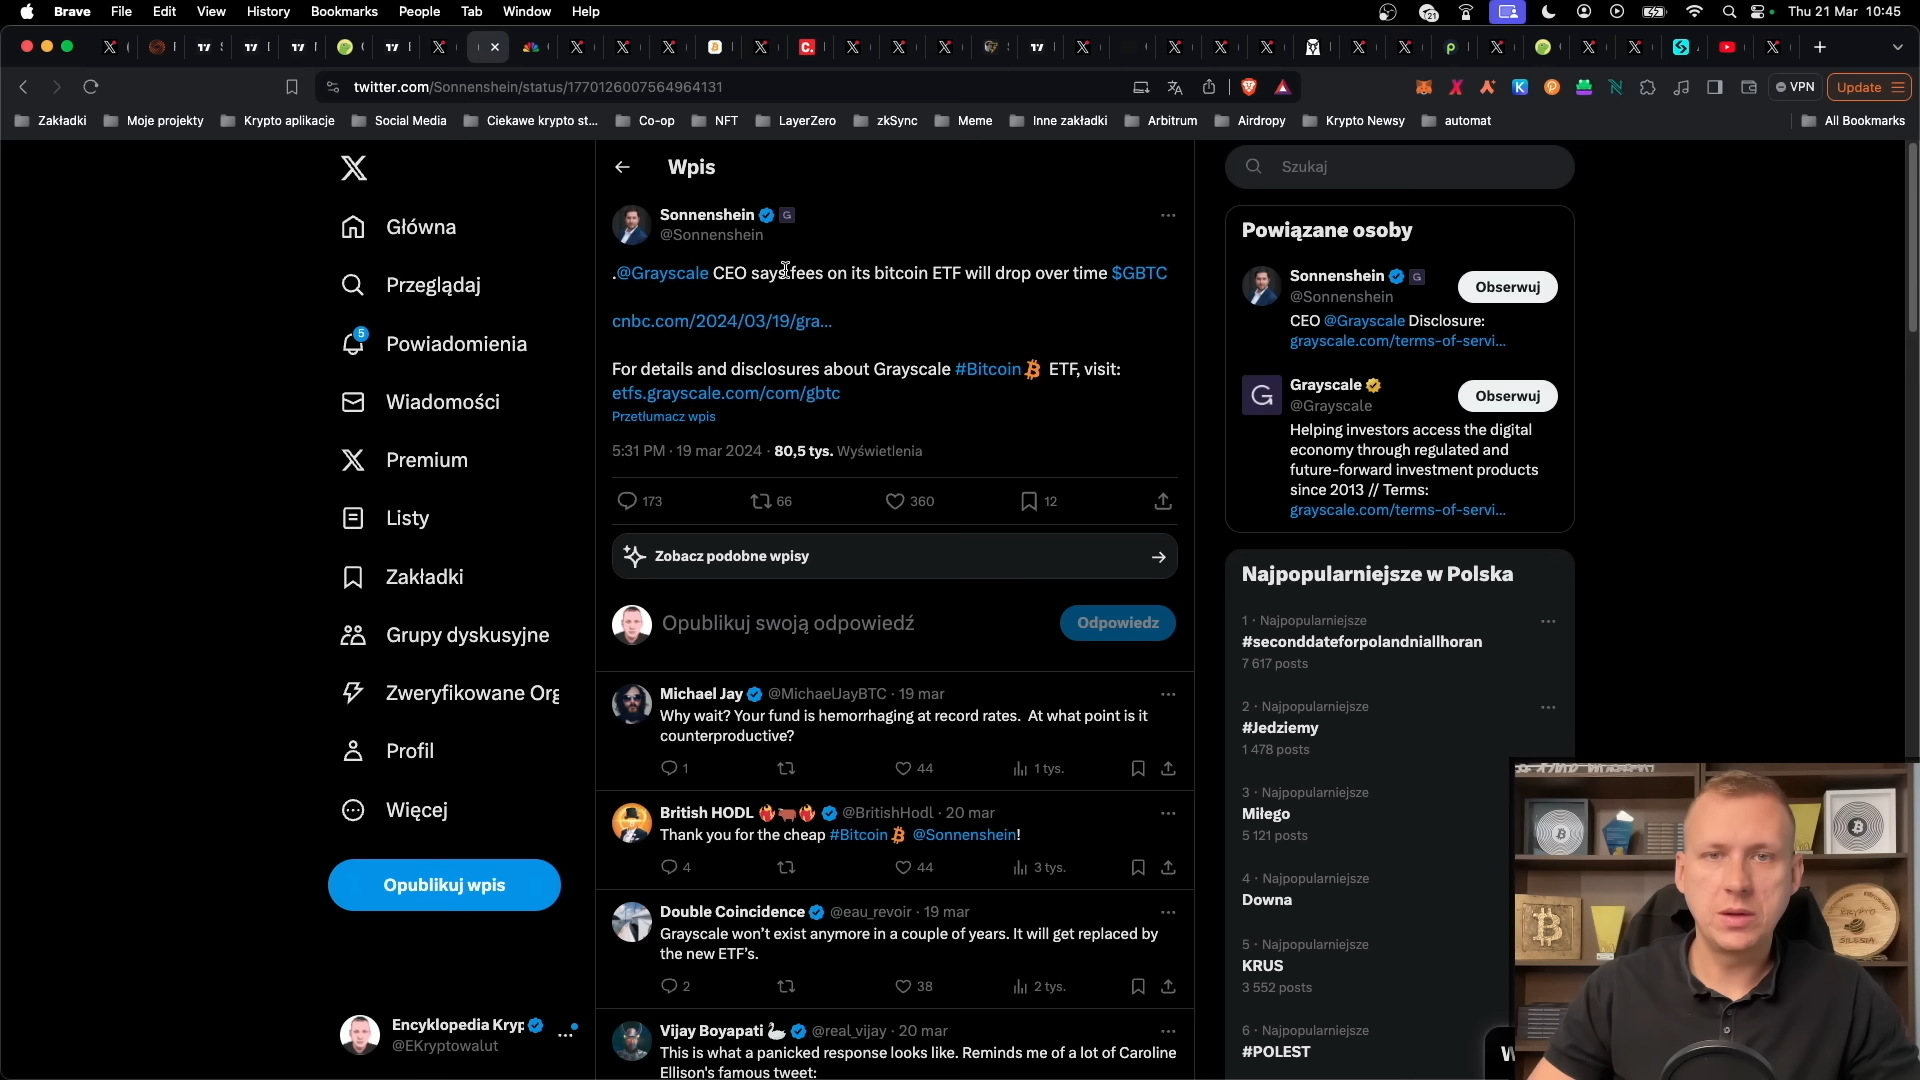 Brave File Edit View History Bookmarks People Tab Window Help
21
Thu 21 Mar 10:45
twitter.com/Sonnenshein/status/1770126007564964131
VPN
Update
Zakładki Moje projekty Krypto aplikacje Social Media Ciekawe krypto st... Co-op NFT LayerZero zkSync Meme Inne zakładki Arbitrum Airdropy Krypto Newsy automat All Bookmarks
Główna
Przeglądaj
5
Powiadomienia
Wiadomości
Premium
Listy
Zakładki
Grupy dyskusyjne
Zweryfikowane Org
Profil
Więcej
Opublikuj wpis
Encyklopedia Kryp
@EKryptowalut
Wpis
Sonnenshein
@Sonnenshein
.@Grayscale CEO says fees on its bitcoin ETF will drop over time $GBTC
cnbc.com/2024/03/19/gra...
For details and disclosures about Grayscale #Bitcoin ETF, visit:
etfs.grayscale.com/com/gbtc
Przetłumacz wpis
5:31 PM · 19 mar 2024 · 80,5 tys. Wyświetlenia
173 66 360 12
Zobacz podobne wpisy
Opublikuj swoją odpowiedź
Odpowiedz
Michael Jay @MichaelJayBTC · 19 mar
Why wait? Your fund is hemorrhaging at record rates. At what point is it
counterproductive?
1 44 1 tys.
British HODL @BritishHodl · 20 mar
Thank you for the cheap #Bitcoin @Sonnenshein!
4 44 3 tys.
Double Coincidence @eau_revoir · 19 mar
Grayscale won't exist anymore in a couple of years. It will get replaced by
the new ETF's.
2 38 2 tys.
Vijay Boyapati @real_vijay · 20 mar
This is what a panicked response looks like. Reminds me of a lot of Caroline
Ellison's famous tweet:
Szukaj
Powiązane osoby
Sonnenshein
@Sonnenshein
Obserwuj
CEO @Grayscale Disclosure:
grayscale.com/terms-of-servi...
Grayscale
@Grayscale
Obserwuj
Helping investors access the digital
economy through regulated and
future-forward investment products
since 2013 // Terms:
grayscale.com/terms-of-servi...
Najpopularniejsze w Polska
1 · Najpopularniejsze
#seconddateforpolandniallhoran
7 617 posts
2 · Najpopularniejsze
#Jedziemy
1 478 posts
3 · Najpopularniejsze
Miłego
5 121 posts
4 · Najpopularniejsze
Downa
5 · Najpopularniejsze
KRUS
3 552 posts
6 · Najpopularniejsze
#POLEST
KRYPTO
SILESIA